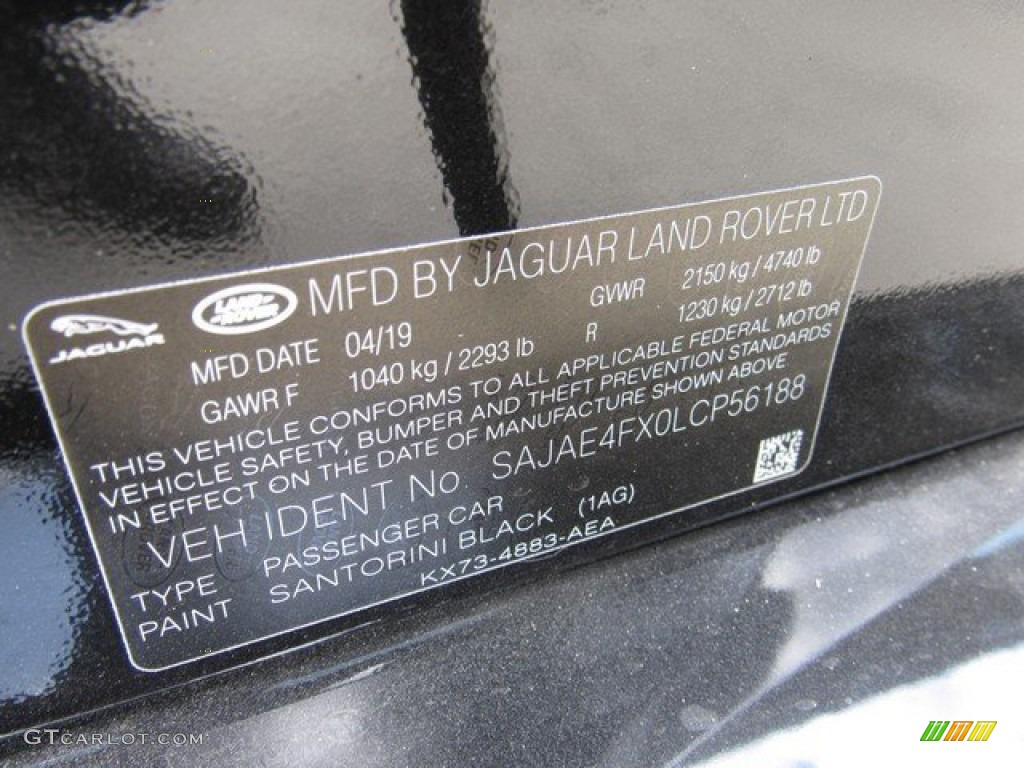 JAGUAR
LAND ROVER
MFD BY JAGUAR LAND ROVER LTD
MFD DATE 04/19 GVWR 2150 kg / 4740 lb
GAWR F 1040 kg / 2293 lb R 1230 kg / 2712 lb
THIS VEHICLE CONFORMS TO ALL APPLICABLE FEDERAL MOTOR
VEHICLE SAFETY, BUMPER AND THEFT PREVENTION STANDARDS
IN EFFECT ON THE DATE OF MANUFACTURE SHOWN ABOVE
VEH IDENT No. SAJAE4FX0LCP56188
TYPE PASSENGER CAR
PAINT SANTORINI BLACK (1AG)
KX73-4883-AEA
GTCARLOT.COM